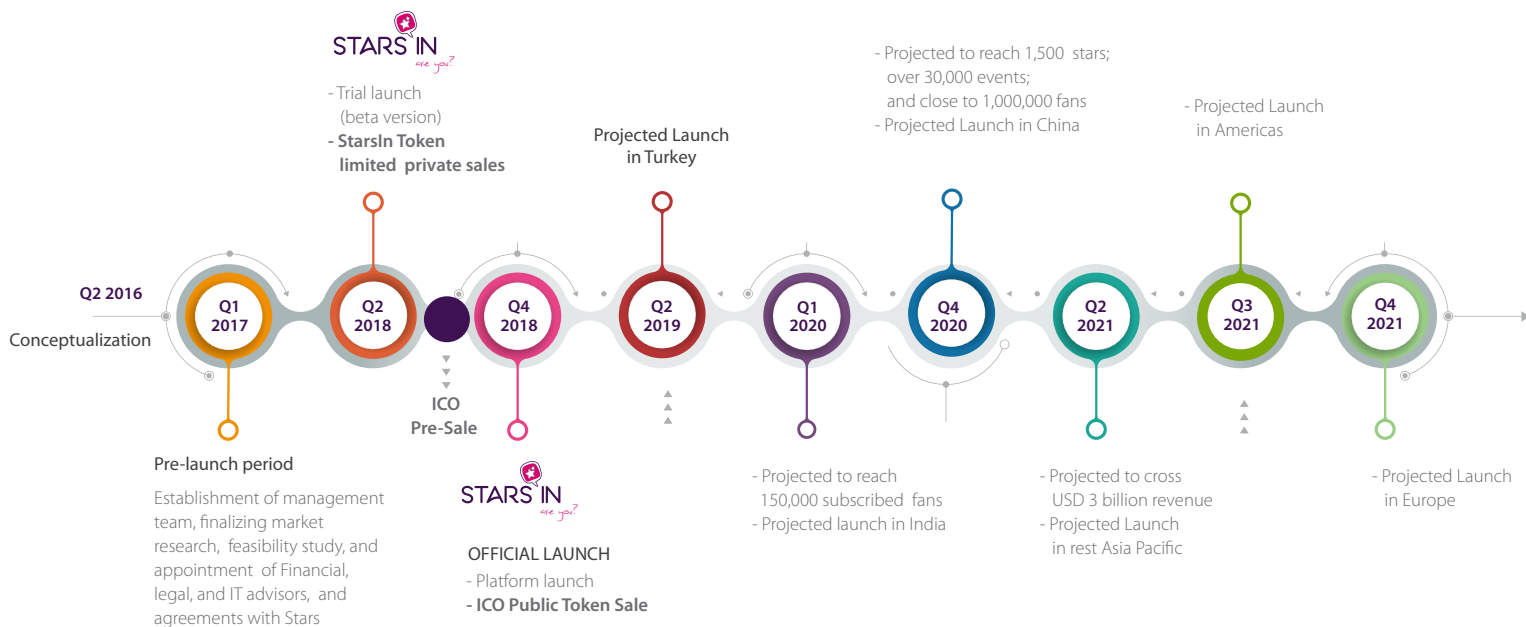 Q2 2016
Conceptualization
Q1
2017
Pre-launch period
Establishment of management
team, finalizing market
research, feasibility study, and
appointment of Financial,
legal, and IT advisors, and
agreements with Stars
STARS IN
are you?
- Trial launch
(beta version)
- StarsIn Token
limited private sales
Q2
2018
ICO
Pre-Sale
Q4
2018
STARS IN
are you?
OFFICIAL LAUNCH
- Platform launch
- ICO Public Token Sale
Projected Launch
in Turkey
Q2
2019
Q1
2020
- Projected to reach
150,000 subscribed fans
- Projected launch in India
- Projected to reach 1,500 stars;
over 30,000 events;
and close to 1,000,000 fans
- Projected Launch in China
Q4
2020
Q2
2021
- Projected to cross
USD 3 billion revenue
- Projected Launch
in rest Asia Pacific
- Projected Launch
in Americas
Q3
2021
Q4
2021
- Projected Launch
in Europe